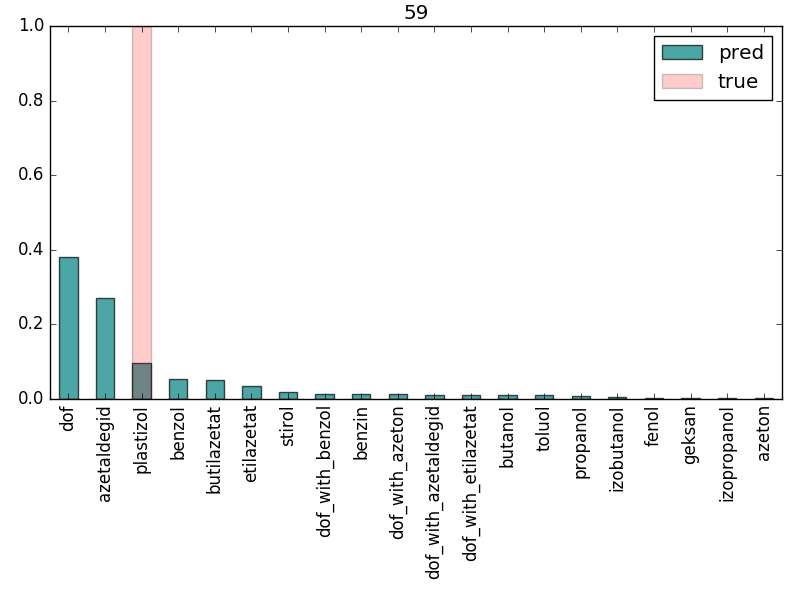 59
1.0
0.8
0.6
0.4
0.2
0.0
pred
true
dof
azetaldegid
plastizol
benzol
butilazetat
etilazetat
stirol
dof_with_benzol
benzin
dof_with_azeton
dof_with_azetaldegid
dof_with_etilazetat
butanol
toluol
propanol
izobutanol
fenol
geksan
izopropanol
azeton